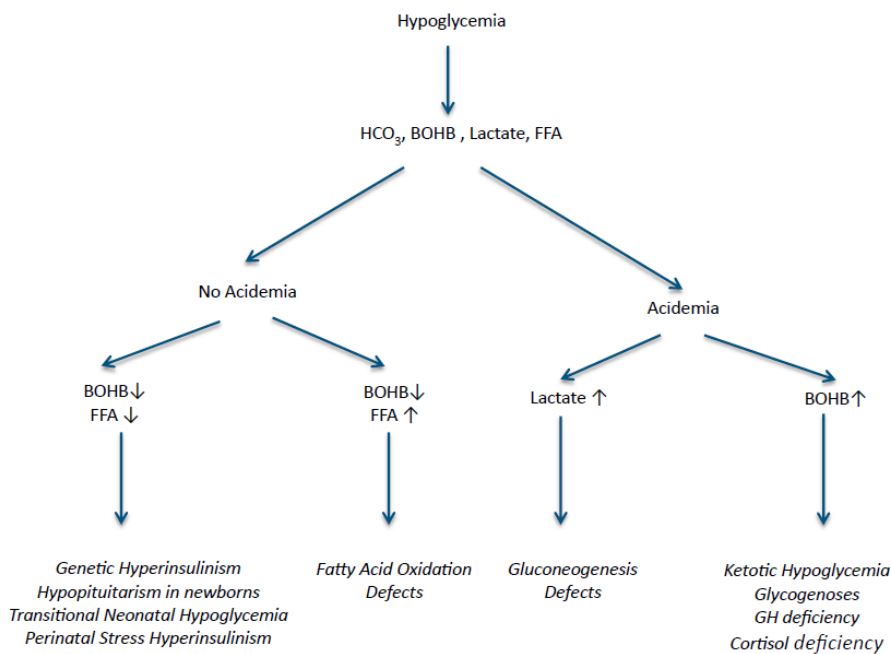 Hypoglycemia
HCO3, BOHB , Lactate, FFA
No Acidemia
Acidemia
BOHB↓
FFA ↓
BOHB↓
FFA ↑
Lactate ↑
BOHB↑
Genetic Hyperinsulinism
Hypopituitarism in newborns
Transitional Neonatal Hypoglycemia
Perinatal Stress Hyperinsulinism
Fatty Acid Oxidation
Defects
Gluconeogenesis
Defects
Ketotic Hypoglycemia
Glycogenoses
GH deficiency
Cortisol deficiency